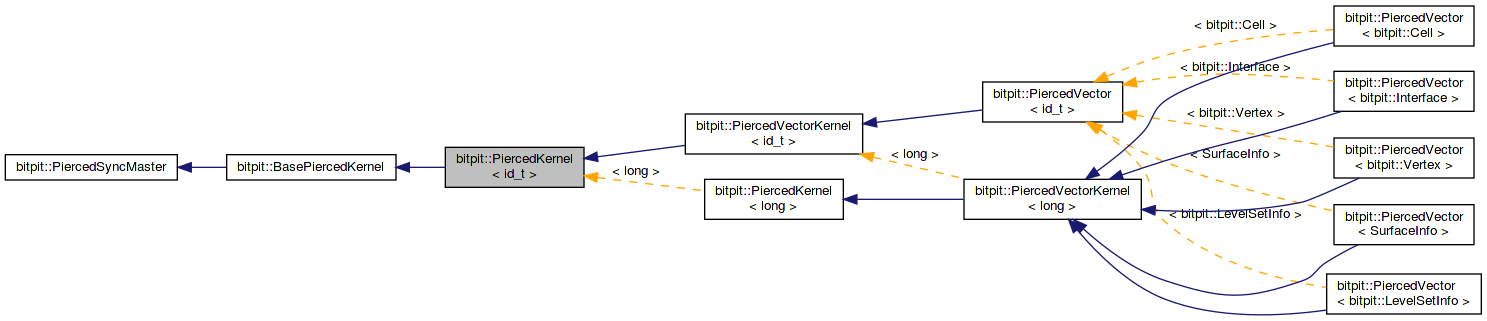 bitpit::PiercedSyncMaster
bitpit::BasePiercedKernel
bitpit::PiercedKernel
< id_t >
< long >
bitpit::PiercedVectorKernel
< id_t >
bitpit::PiercedKernel
< long >
< long >
bitpit::PiercedVector
< id_t >
bitpit::PiercedVectorKernel
< long >
< bitpit::Cell >
< bitpit::Interface >
< bitpit::Vertex >
< SurfaceInfo >
< bitpit::LevelSetInfo >
bitpit::PiercedVector
< bitpit::Cell >
bitpit::PiercedVector
< bitpit::Interface >
bitpit::PiercedVector
< bitpit::Vertex >
bitpit::PiercedVector
< SurfaceInfo >
bitpit::PiercedVector
< bitpit::LevelSetInfo >